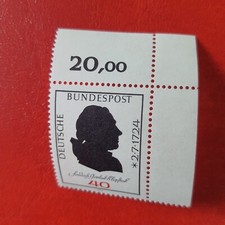 20,00
DEUTSCHE
BUNDESPOST
* 2·7·1724
Friedrich Gottlieb Klopstock
40